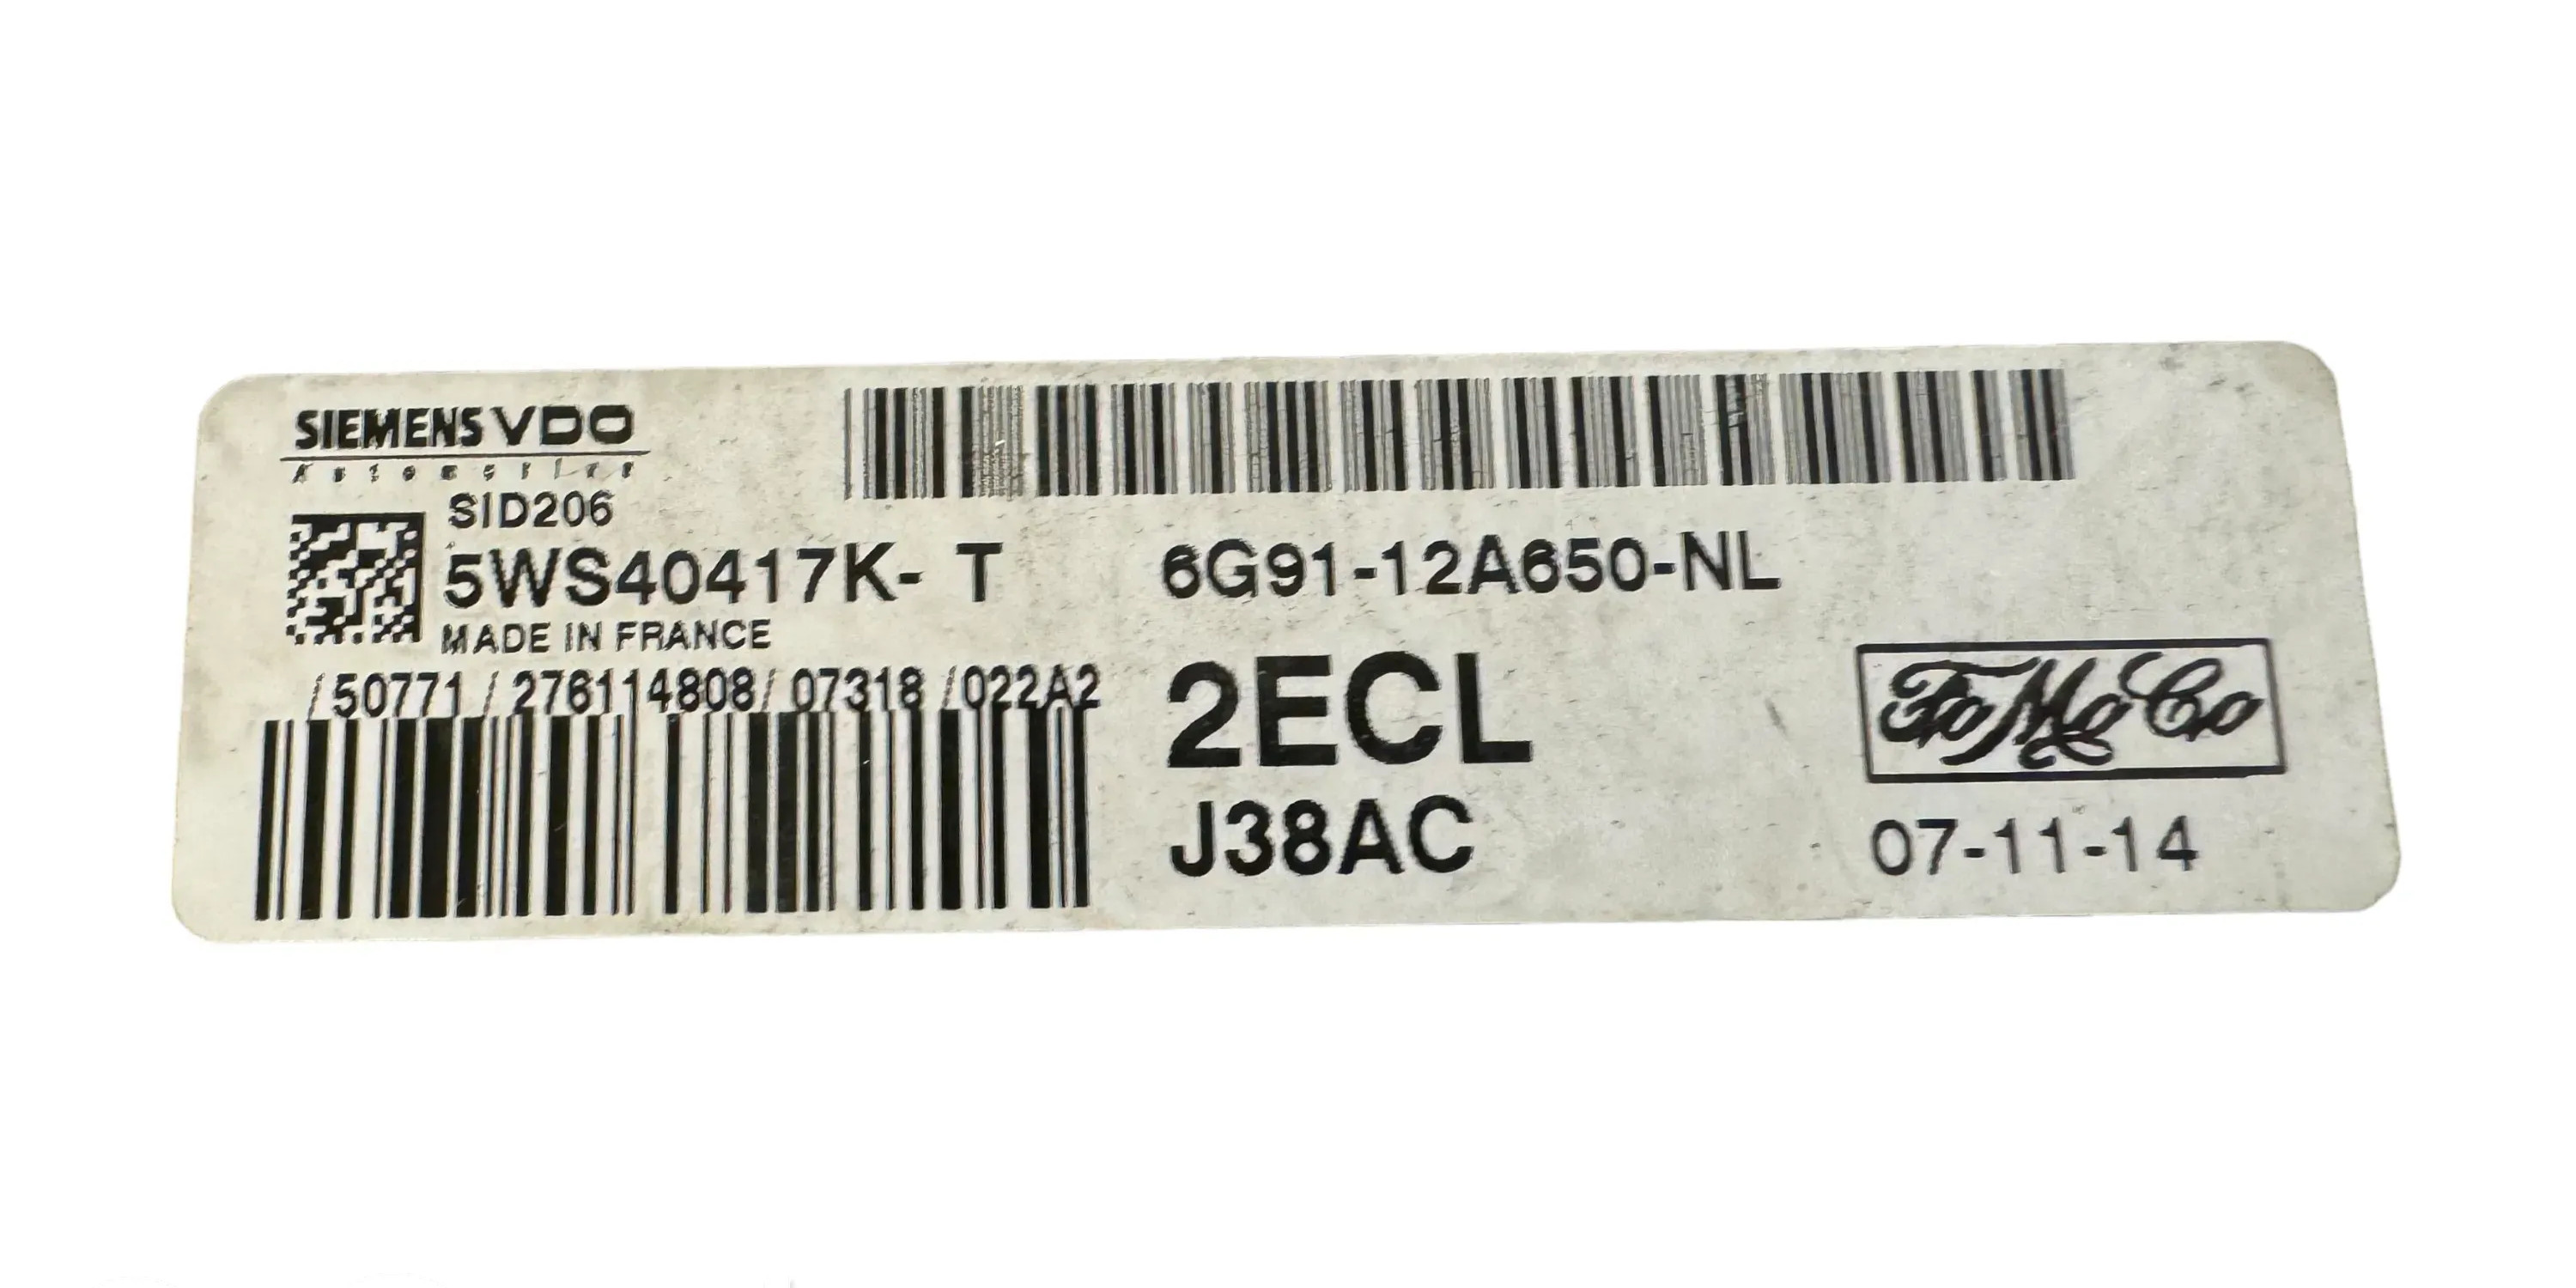 SIEMENS VDO
Automotive
SID206
5WS40417K- T
MADE IN FRANCE
/50771/276114808/07318/022A2
6G91-12A650-NL
2ECL
J38AC
FoMoCo
07-11-14